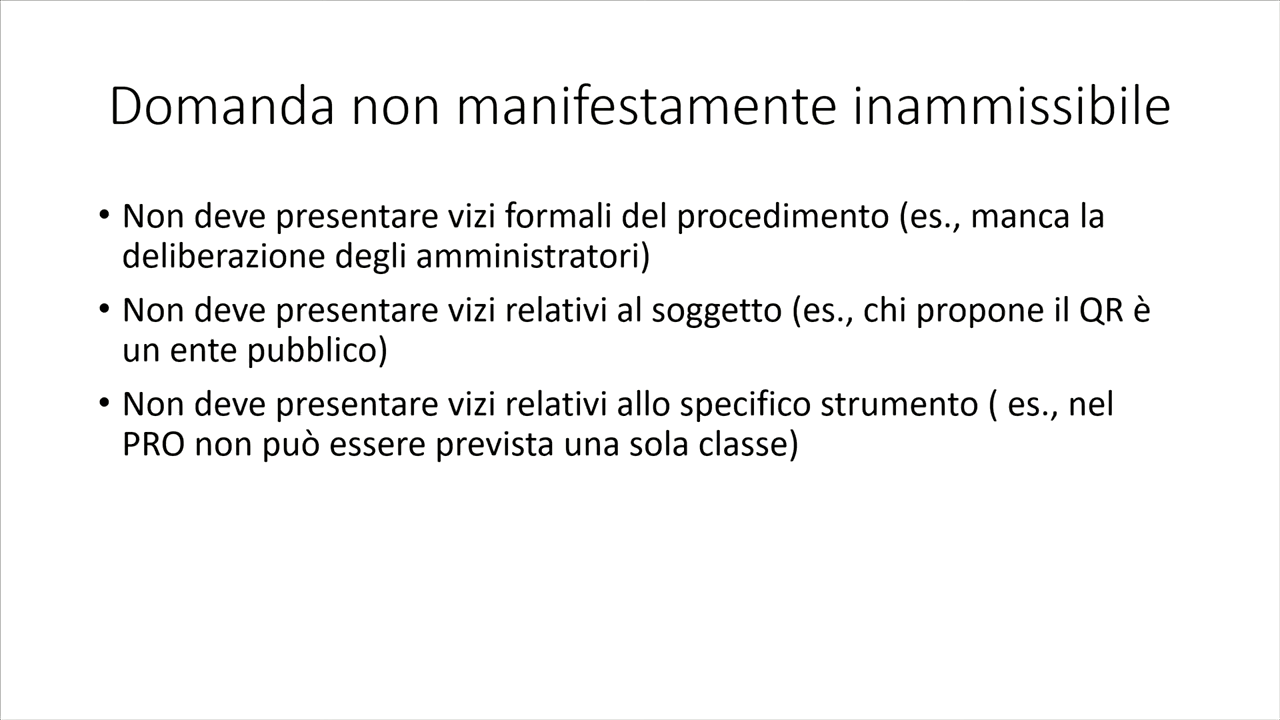 Domanda non manifestamente inammissibile
• Non deve presentare vizi formali del procedimento (es., manca la
deliberazione degli amministratori)
• Non deve presentare vizi relativi al soggetto (es., chi propone il QR è
un ente pubblico)
• Non deve presentare vizi relativi allo specifico strumento ( es., nel
PRO non può essere prevista una sola classe)